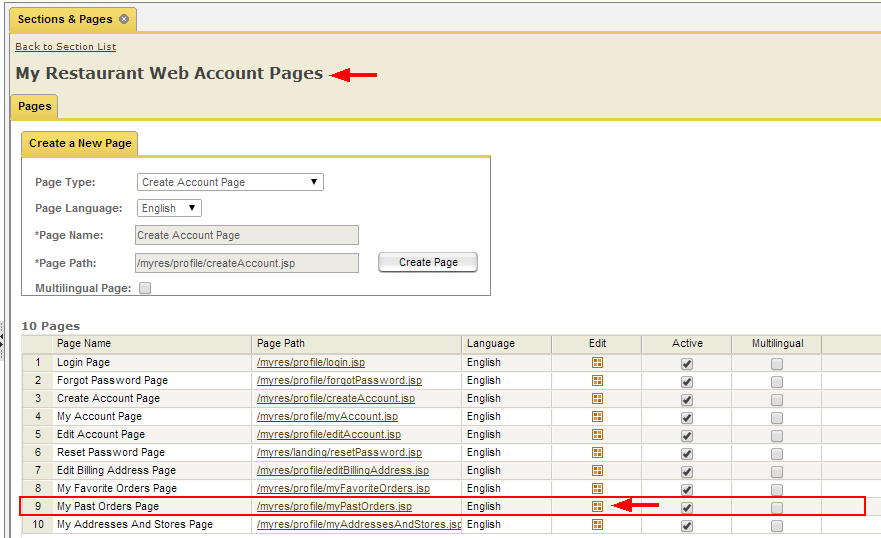 Sections & Pages
Back to Section List
My Restaurant Web Account Pages
Pages
Create a New Page
Page Type: Create Account Page
Page Language: English
*Page Name: Create Account Page
*Page Path: /myres/profile/createAccount.jsp Create Page
Multilingual Page:
10 Pages
Page Name Page Path Language Edit Active Multilingual
1 Login Page /myres/profile/login.jsp English
2 Forgot Password Page /myres/profile/forgotPassword.jsp English
3 Create Account Page /myres/profile/createAccount.jsp English
4 My Account Page /myres/profile/myAccount.jsp English
5 Edit Account Page /myres/profile/editAccount.jsp English
6 Reset Password Page /myres/landing/resetPassword.jsp English
7 Edit Billing Address Page /myres/profile/editBillingAddress.jsp English
8 My Favorite Orders Page /myres/profile/myFavoriteOrders.jsp English
9 My Past Orders Page /myres/profile/myPastOrders.jsp English
10 My Addresses And Stores Page /myres/profile/myAddressesAndStores.jsp English